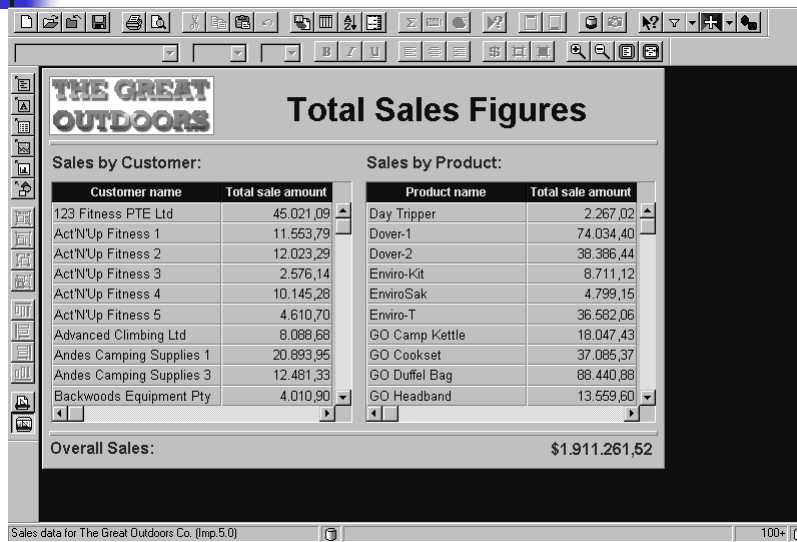 B I U
THE GREAT
OUTDOORS
Total Sales Figures
Sales by Customer:
Customer name Total sale amount
123 Fitness PTE Ltd 45.021,09
Act'N'Up Fitness 1 11.553,79
Act'N'Up Fitness 2 12.023,29
Act'N'Up Fitness 3 2.576,14
Act'N'Up Fitness 4 10.145,28
Act'N'Up Fitness 5 4.610,70
Advanced Climbing Ltd 8.088,68
Andes Camping Supplies 1 20.893,95
Andes Camping Supplies 3 12.481,33
Backwoods Equipment Pty 4.010,90
Sales by Product:
Product name Total sale amount
Day Tripper 2.267,02
Dover-1 74.034,40
Dover-2 38.386,44
Enviro-Kit 8.711,12
EnviroSak 4.799,15
Enviro-T 36.582,06
GO Camp Kettle 18.047,43
GO Cookset 37.085,37
GO Duffel Bag 88.440,88
GO Headband 13.559,60
Overall Sales: $1.911.261,52
Sales data for The Great Outdoors Co. (Imp.5.0) 100+